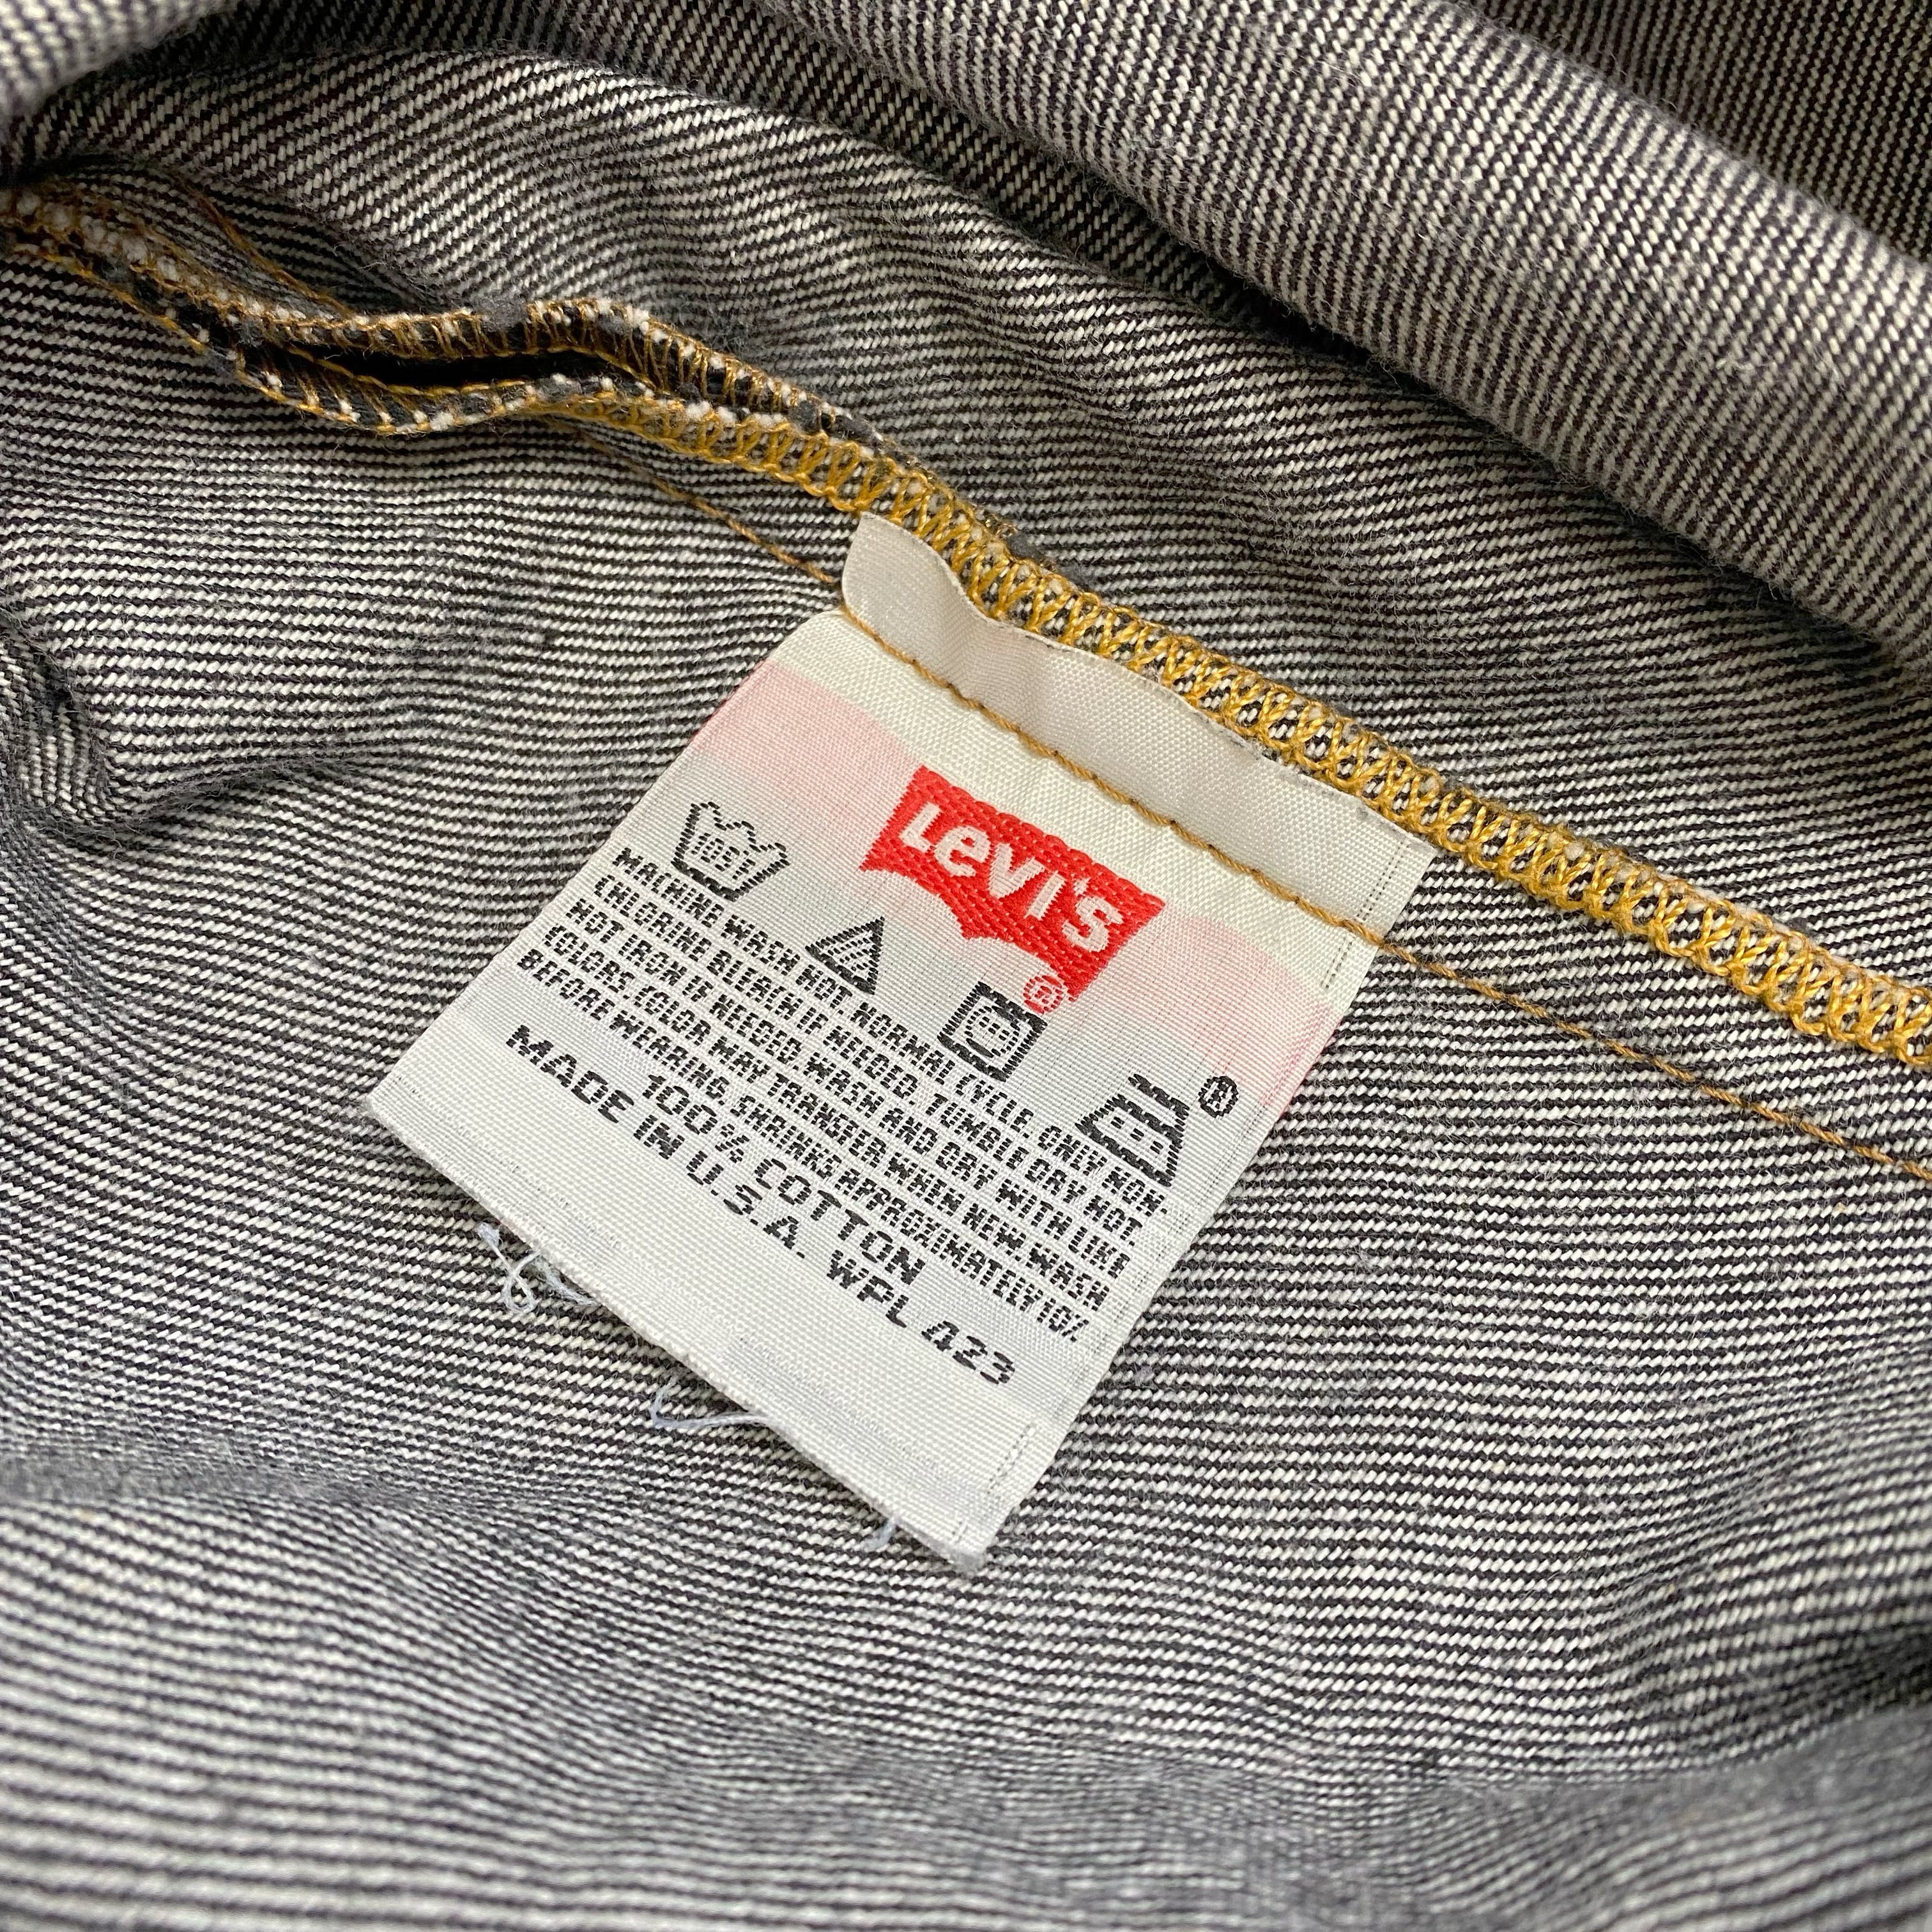 LEVI'S
®
HOST
®
MACHINE WASH HOT NORMAL CYCLE. ONLY NON-
CHLORINE BLEACH IF NEEDED. TUMBLE DRY HOT.
HOT IRON IF NEEDED. WASH AND DRY WITH LIKE
COLORS.COLOR MAY TRANSFER WHEN NEW.WASH
BEFORE WEARING. SHRINKS APPROXIMATELY 10%
100% COTTON
MADE IN U.S.A. WPL 423